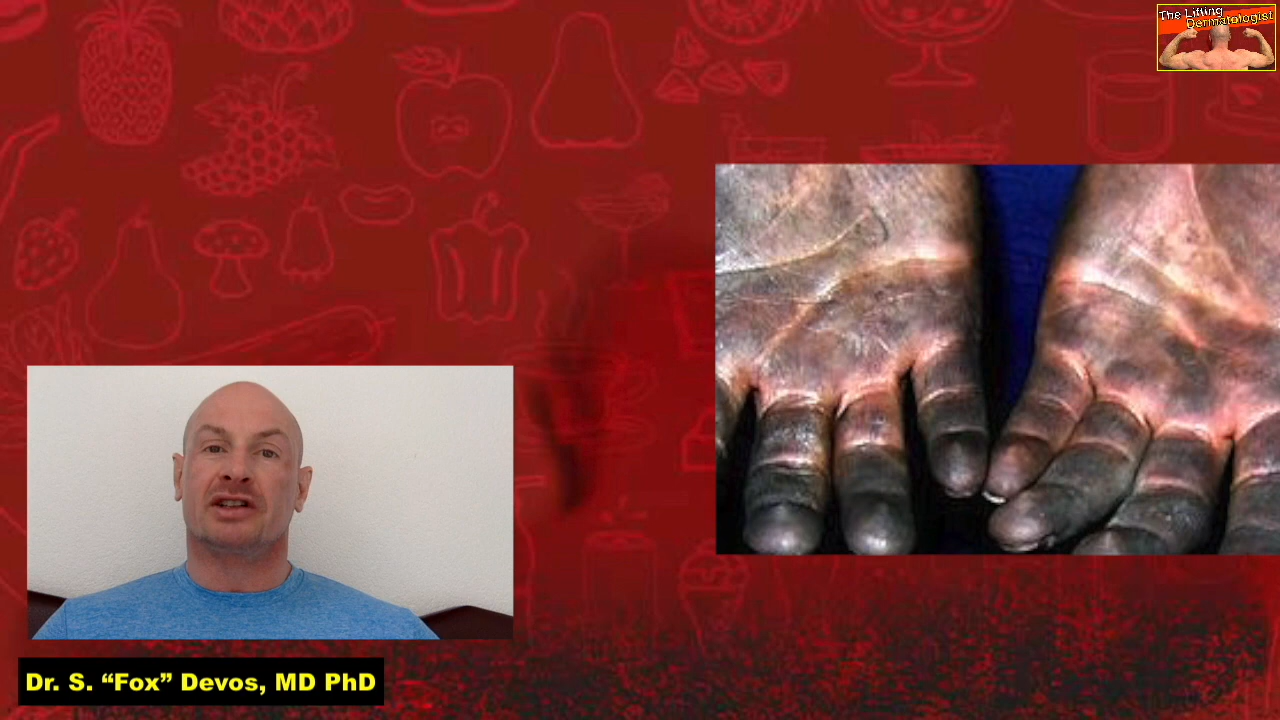 The Lifting
Dermatologist
Dr. S. “Fox” Devos, MD PhD